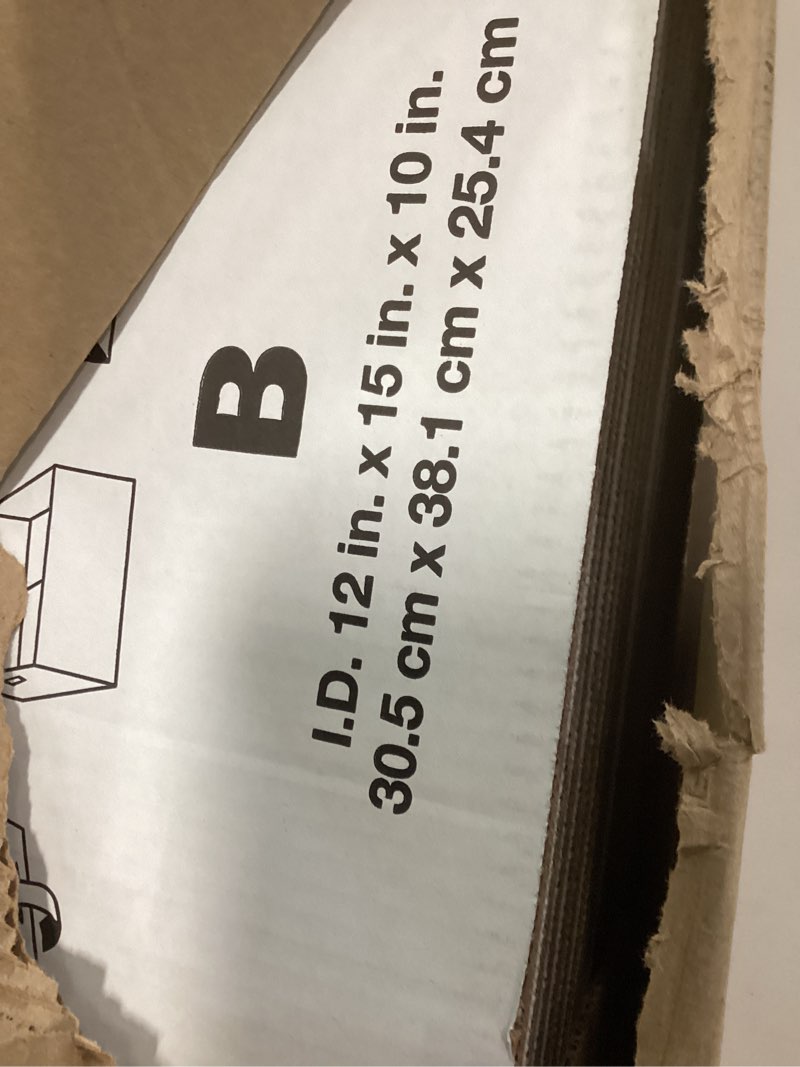 B
I.D. 12 in. x 15 in. x 10 in.
30.5 cm x 38.1 cm x 25.4 cm